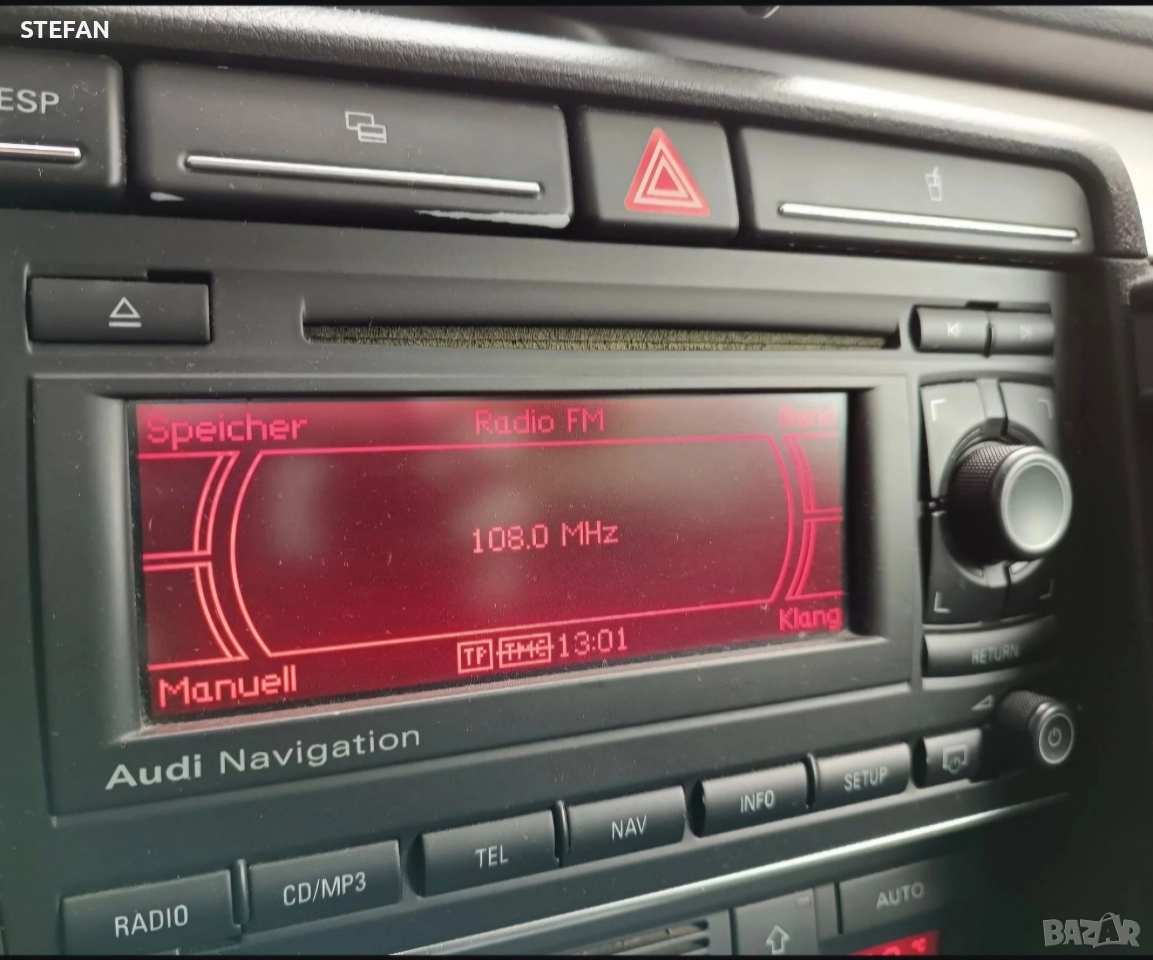 STEFAN
ESP
Speicher Radio FM
108.0 MHz
Klang
TP TMC 13:01
Manuell
RETURN
Audi Navigation
RADIO CD/MP3 TEL NAV INFO SETUP
AUTO
BAZAR